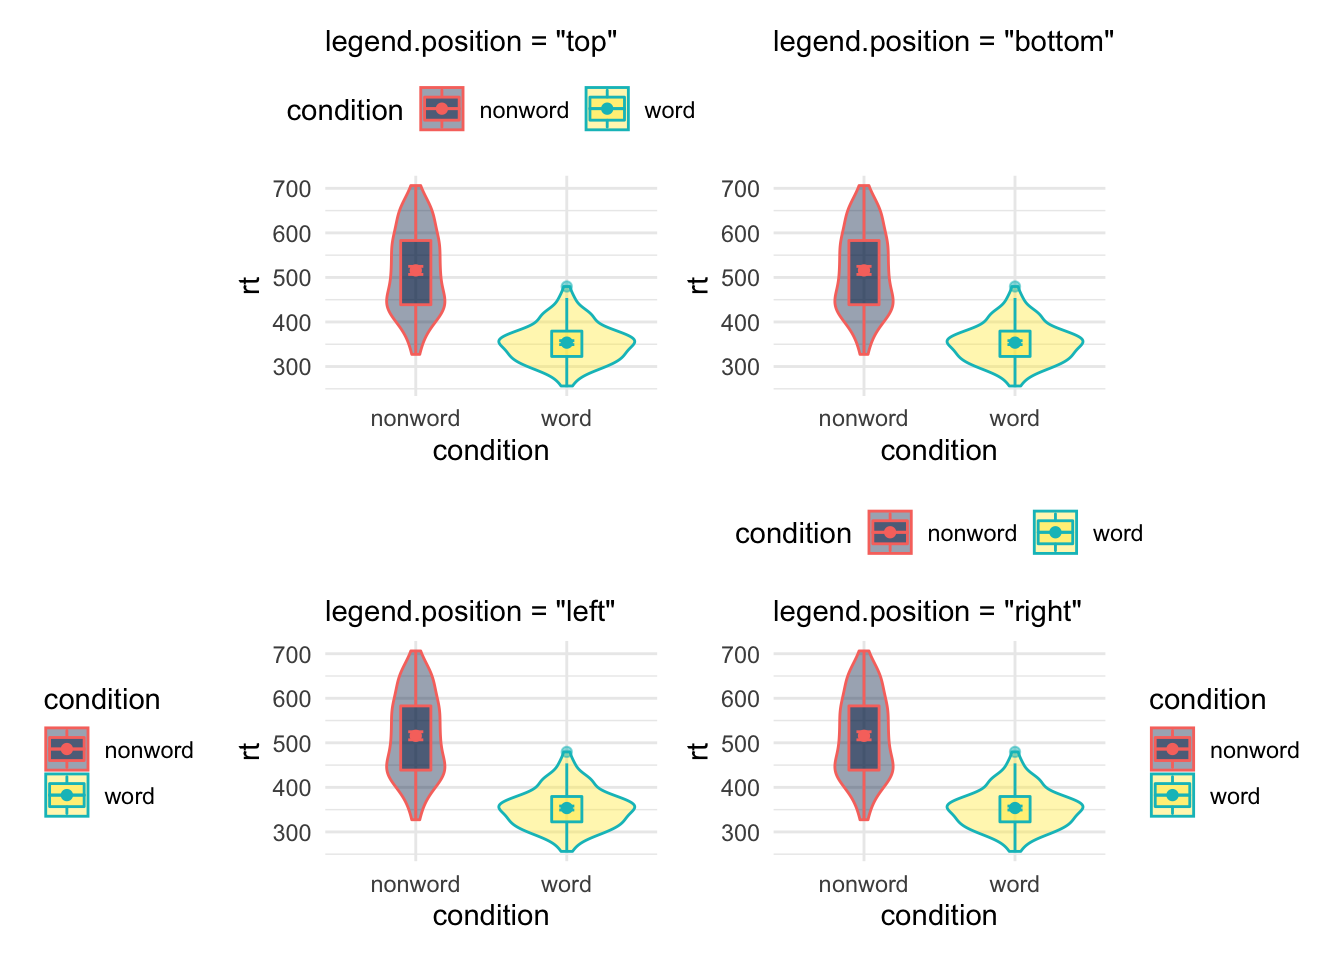 legend.position = "top"
legend.position = "bottom"
condition nonword word
700
600
500
400
300
rt
nonword word
condition
700
600
500
400
300
rt
nonword word
condition
condition nonword word
legend.position = "left"
legend.position = "right"
condition
nonword
word
700
600
500
400
300
rt
nonword word
condition
700
600
500
400
300
rt
nonword word
condition
condition
nonword
word